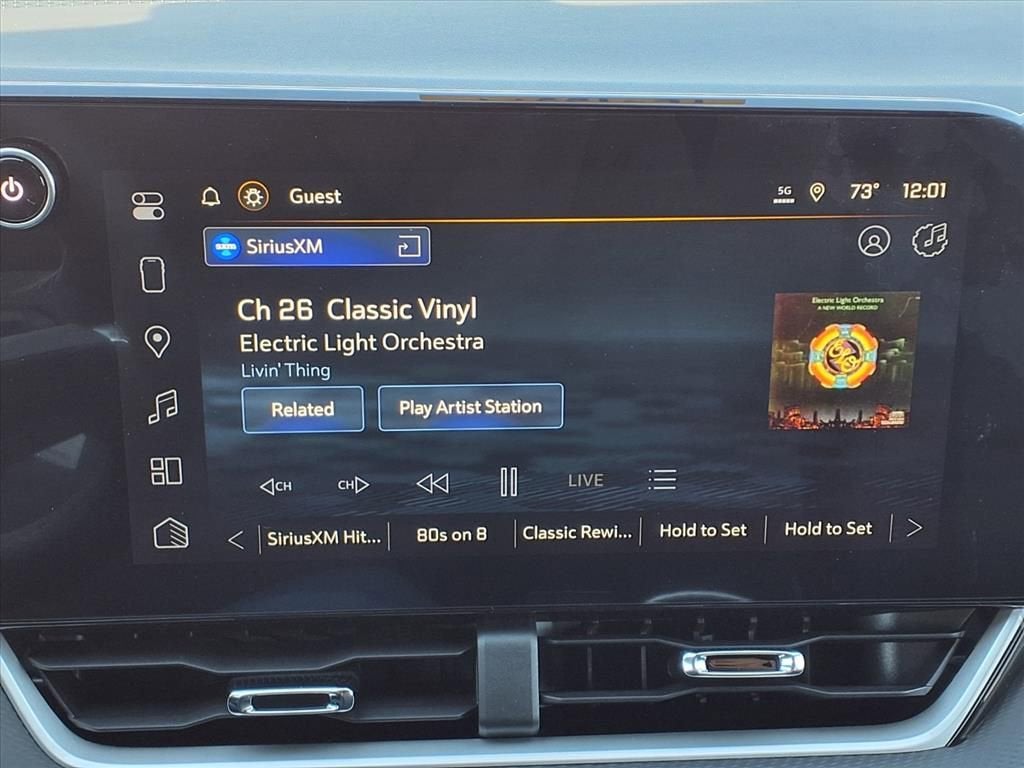 Guest
5G
73°
12:01
sxm SiriusXM
Ch 26 Classic Vinyl
Electric Light Orchestra
Livin' Thing
Related
Play Artist Station
Electric Light Orchestra
A NEW WORLD RECORD
CH
CH
LIVE
SiriusXM Hit...
80s on 8
Classic Rewi...
Hold to Set
Hold to Set